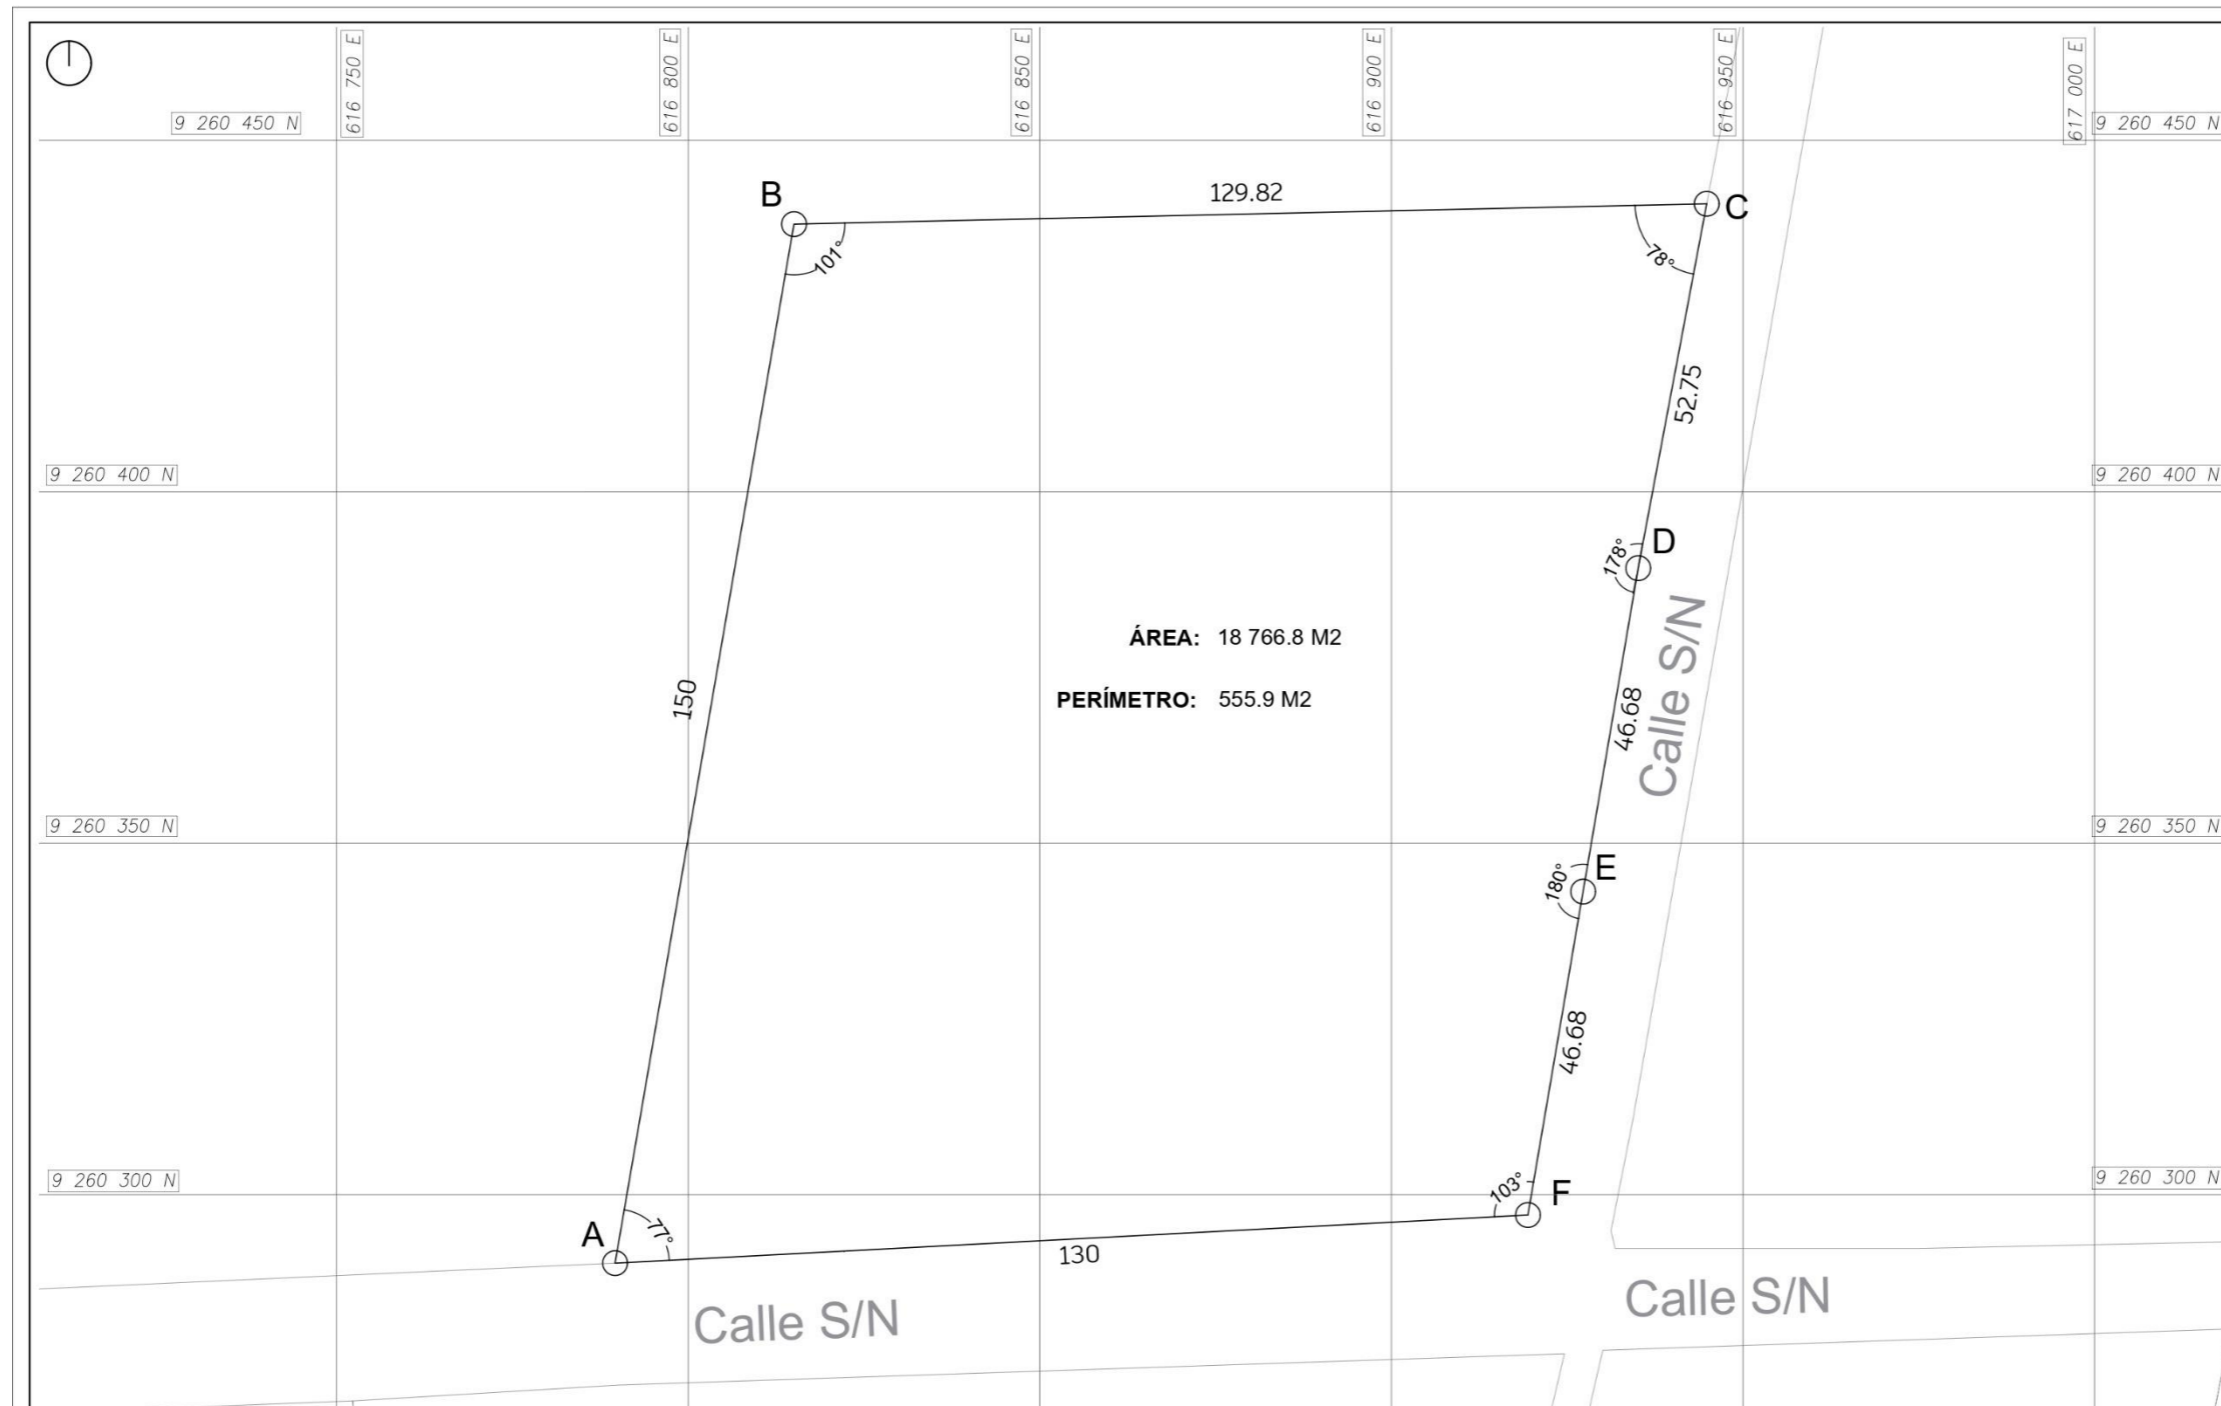 616 750 E
616 800 E
616 850 E
616 900 E
616 950 E
617 000 E
9 260 450 N
9 260 450 N
B
129.82
C
101°
78°
52.75
9 260 400 N
9 260 400 N
D
178°
Calle S/N
ÁREA: 18 766.8 M2
PERÍMETRO: 555.9 M2
150
46.68
9 260 350 N
9 260 350 N
E
180°
46.68
9 260 300 N
9 260 300 N
103°
F
A
77°
130
Calle S/N
Calle S/N